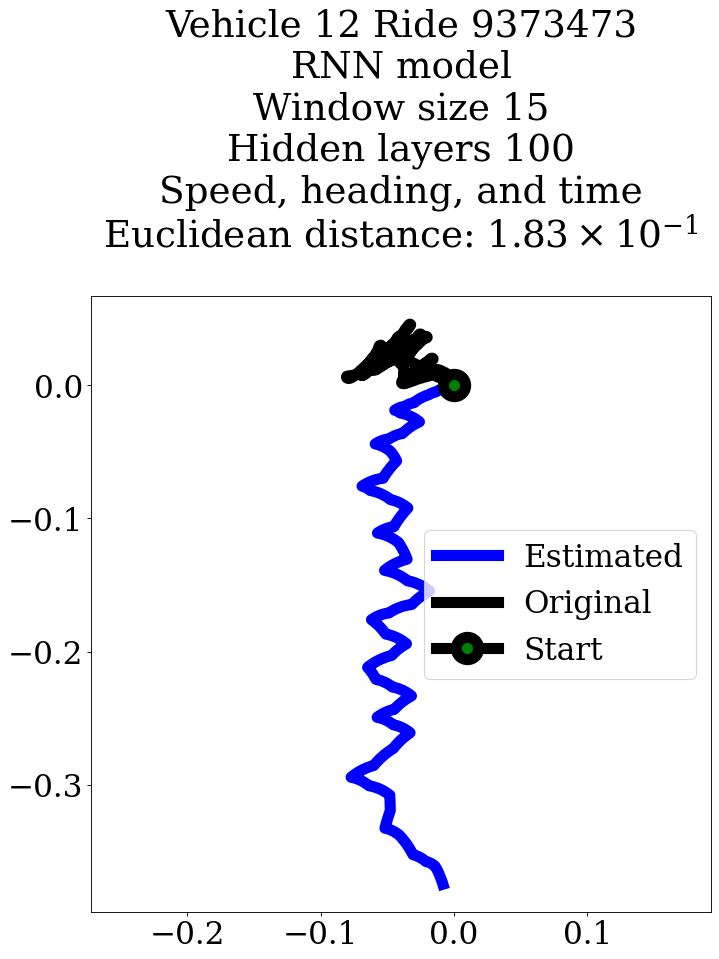 Vehicle 12 Ride 9373473
RNN model
Window size 15
Hidden layers 100
Speed, heading, and time
Euclidean distance: 1.83 × 10⁻¹
0.0
−0.1
−0.2
−0.3
Estimated
Original
Start
−0.2
−0.1
0.0
0.1